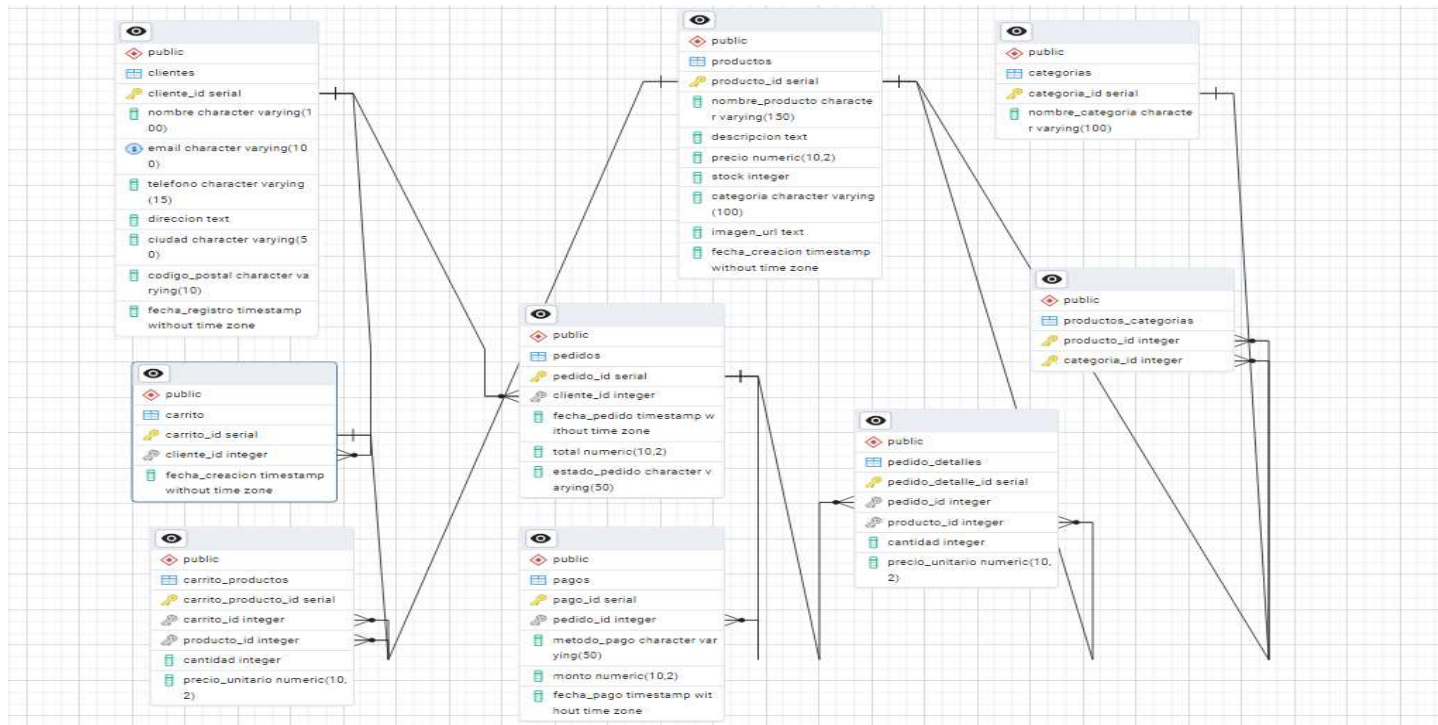 public
clientes
cliente_id serial
nombre character varying(1
00)
email character varying(10
0)
telefono character varying
(15)
direccion text
ciudad character varying(5
0)
codigo_postal character va
rying(10)
fecha_registro timestamp
without time zone
public
productos
producto_id serial
nombre_producto characte
r varying(150)
descripcion text
precio numeric(10,2)
stock integer
categoria character varying
(100)
imagen_url text
fecha_creacion timestamp
without time zone
public
categorias
categoria_id serial
nombre_categoria characte
r varying(100)
public
productos_categorias
producto_id integer
categoria_id integer
public
pedidos
pedido_id serial
cliente_id integer
fecha_pedido timestamp w
ithout time zone
total numeric(10,2)
estado_pedido character v
arying(50)
public
carrito
carrito_id serial
cliente_id integer
fecha_creacion timestamp
without time zone
public
pedido_detalles
pedido_detalle_id serial
pedido_id integer
producto_id integer
cantidad integer
precio_unitario numeric(10,
2)
public
carrito_productos
carrito_producto_id serial
carrito_id integer
producto_id integer
cantidad integer
precio_unitario numeric(10,
2)
public
pagos
pago_id serial
pedido_id integer
metodo_pago character var
ying(50)
monto numeric(10,2)
fecha_pago timestamp wit
hout time zone